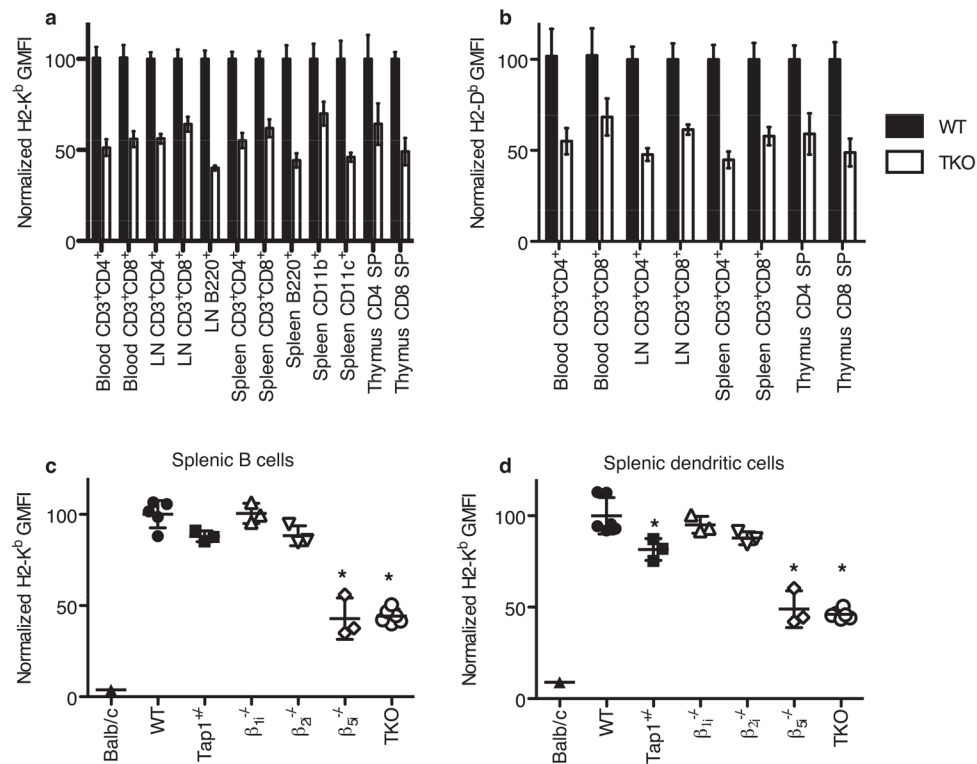 a
Normalized H2-Kᵇ GMFI
100
50
0
Blood CD3⁺CD4⁺
Blood CD3⁺CD8⁺
LN CD3⁺CD4⁺
LN CD3⁺CD8⁺
LN B220⁺
Spleen CD3⁺CD4⁺
Spleen CD3⁺CD8⁺
Spleen B220⁺
Spleen CD11b⁺
Spleen CD11c⁺
Thymus CD4 SP
Thymus CD8 SP
b
Normalized H2-Dᵇ GMFI
100
50
0
Blood CD3⁺CD4⁺
Blood CD3⁺CD8⁺
LN CD3⁺CD4⁺
LN CD3⁺CD8⁺
Spleen CD3⁺CD4⁺
Spleen CD3⁺CD8⁺
Thymus CD4 SP
Thymus CD8 SP
WT
TKO
c
Splenic B cells
Normalized H2-Kᵇ GMFI
100
50
0
* *
Balb/c
WT
Tap1⁺/⁻
β1i⁻/⁻
β2i⁻/⁻
β5i⁻/⁻
TKO
d
Splenic dendritic cells
Normalized H2-Kᵇ GMFI
100
50
0
* * *
Balb/c
WT
Tap1⁺/⁻
β1i⁻/⁻
β2i⁻/⁻
β5i⁻/⁻
TKO